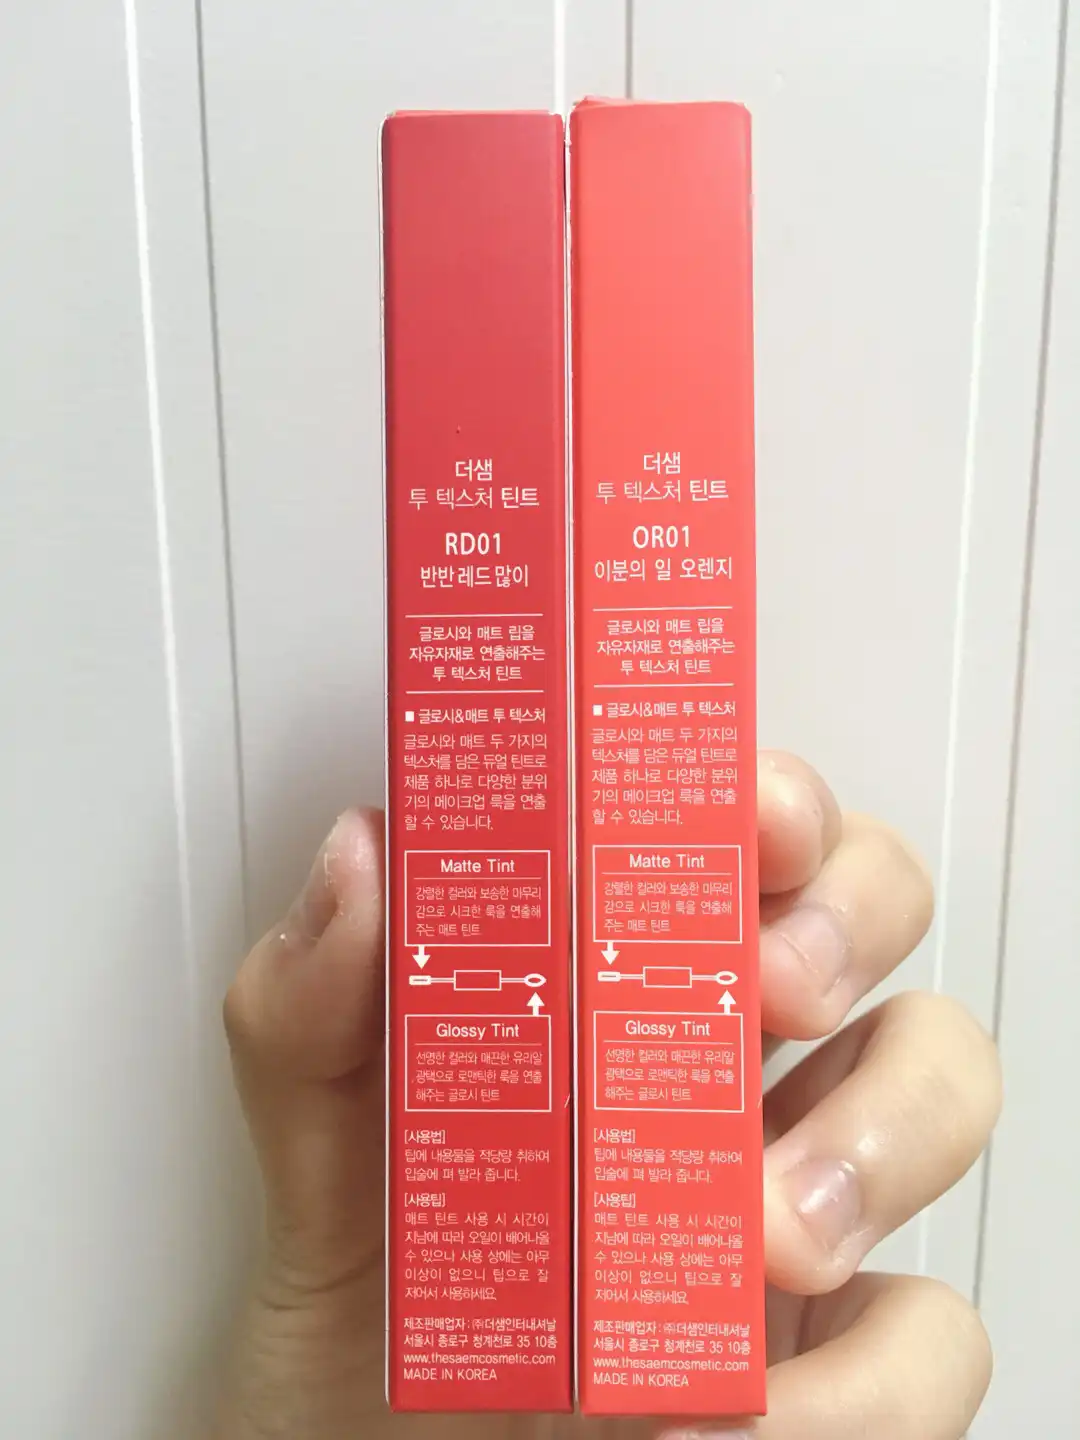 더샘
투 텍스처 틴트
RD01
반반 레드 많이
글로시와 매트 립을
자유자재로 연출해주는
투 텍스처 틴트
■ 글로시&매트 투 텍스처
글로시와 매트 두 가지의
텍스처를 담은 듀얼 틴트로
제품 하나로 다양한 분위
기의 메이크업 룩을 연출
할 수 있습니다.
Matte Tint
강렬한 컬러와 보송한 마무리
감으로 시크한 룩을 연출해
주는 매트 틴트
Glossy Tint
선명한 컬러와 매끈한 유리알
광택으로 로맨틱한 룩을 연출
해주는 글로시 틴트
[사용법]
팁에 내용물을 적당량 취하여
입술에 펴 발라 줍니다.
[사용팁]
매트 틴트 사용 시 시간이
지남에 따라 오일이 배어나올
수 있으나 사용 상에는 아무
이상이 없으니 팁으로 잘
저어서 사용하세요.
제조판매업자 : ㈜더샘인터내셔날
서울시 종로구 청계천로 35 10층
www.thesaemcosmetic.com
MADE IN KOREA
더샘
투 텍스처 틴트
OR01
이분의 일 오렌지
글로시와 매트 립을
자유자재로 연출해주는
투 텍스처 틴트
■ 글로시&매트 투 텍스처
글로시와 매트 두 가지의
텍스처를 담은 듀얼 틴트로
제품 하나로 다양한 분위
기의 메이크업 룩을 연출
할 수 있습니다.
Matte Tint
강렬한 컬러와 보송한 마무리
감으로 시크한 룩을 연출해
주는 매트 틴트
Glossy Tint
선명한 컬러와 매끈한 유리알
광택으로 로맨틱한 룩을 연출
해주는 글로시 틴트
[사용법]
팁에 내용물을 적당량 취하여
입술에 펴 발라 줍니다.
[사용팁]
매트 틴트 사용 시 시간이
지남에 따라 오일이 배어나올
수 있으나 사용 상에는 아무
이상이 없으니 팁으로 잘
저어서 사용하세요.
제조판매업자 : ㈜더샘인터내셔날
서울시 종로구 청계천로 35 10층
www.thesaemcosmetic.com
MADE IN KOREA